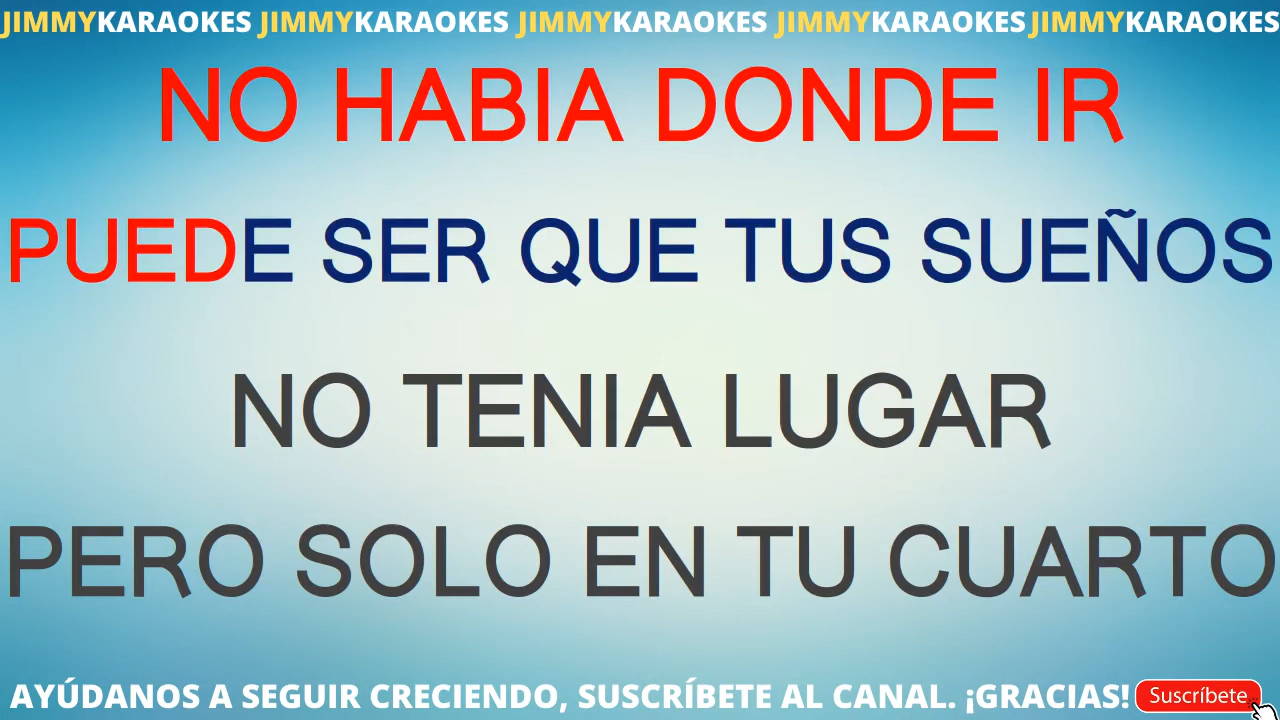 JIMMYKARAOKES JIMMYKARAOKES JIMMYKARAOKES JIMMYKARAOKES JIMMYKARAOKES
NO HABIA DONDE IR
PUEDE SER QUE TUS SUEÑOS
NO TENIA LUGAR
PERO SOLO EN TU CUARTO
AYÚDANOS A SEGUIR CRECIENDO, SUSCRÍBETE AL CANAL. ¡GRACIAS! Suscríbete